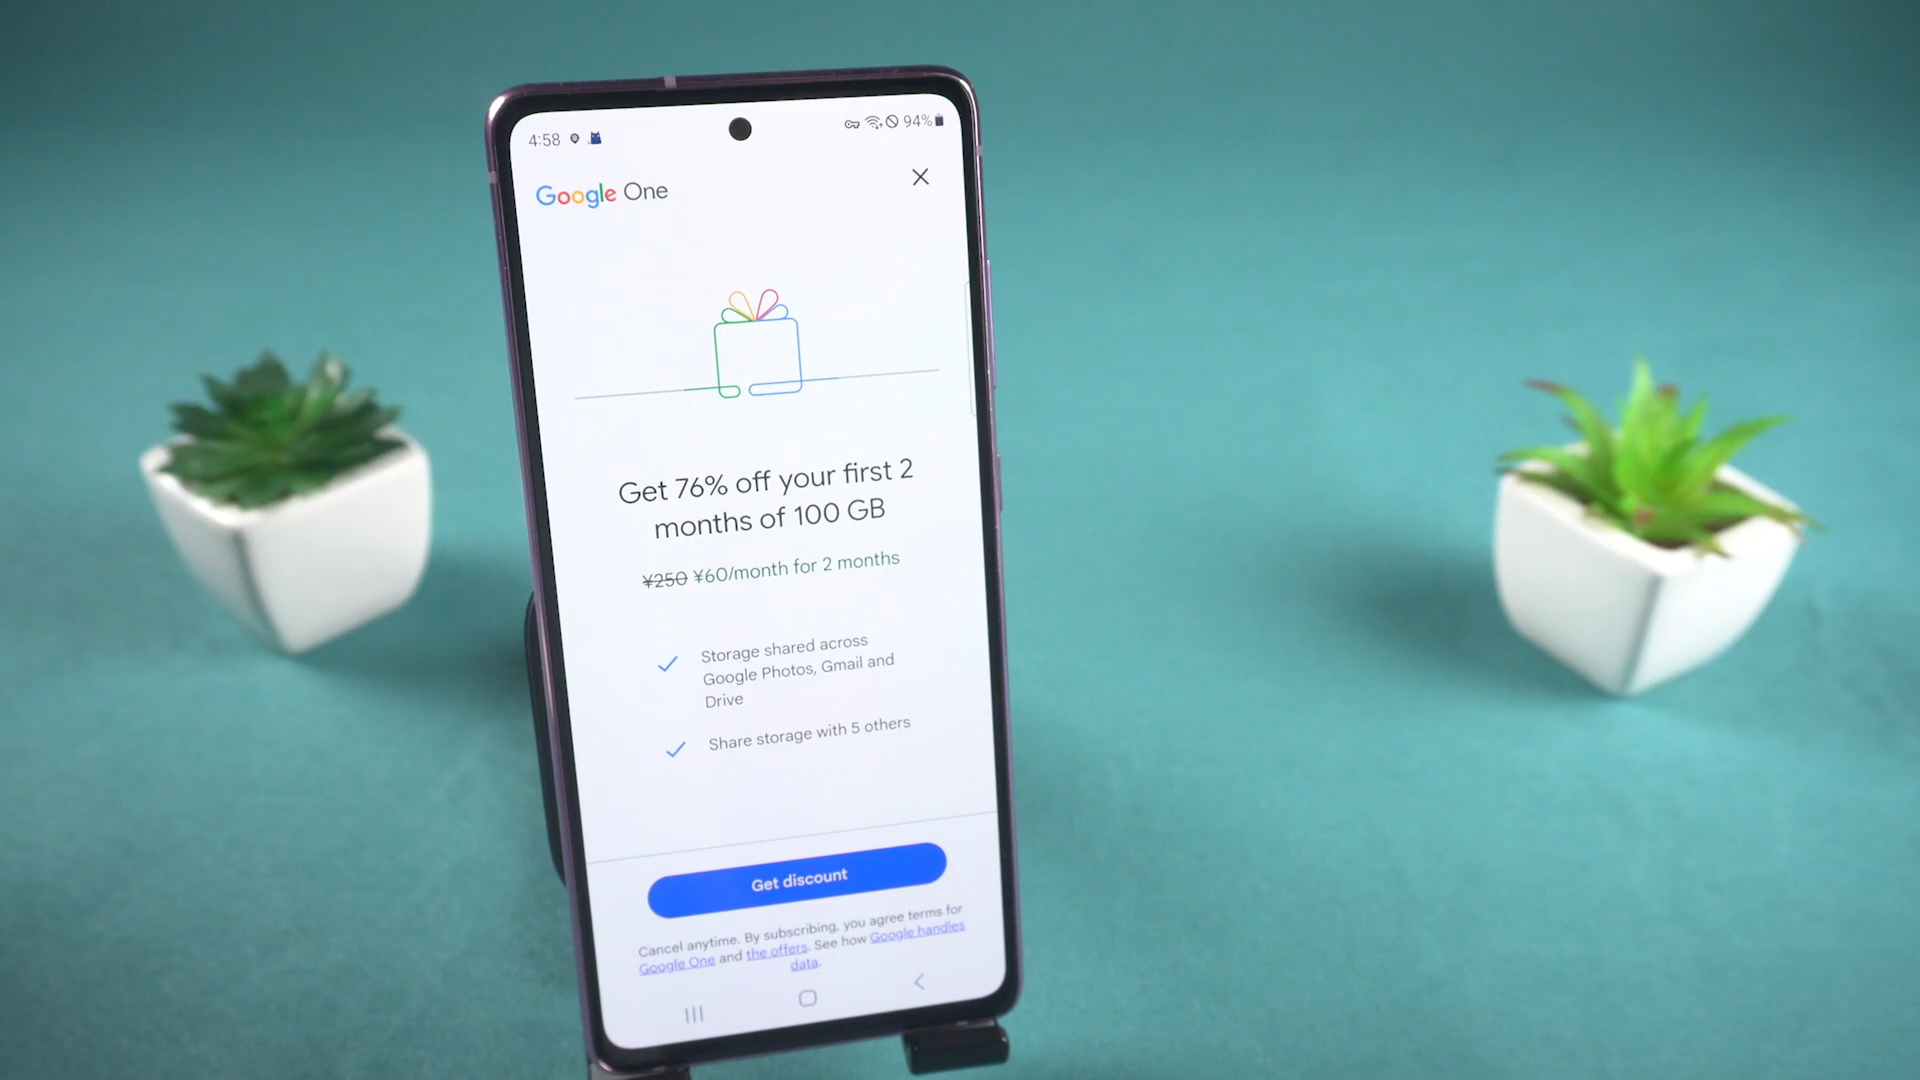 4:58
94%
Google One
Get 76% off your first 2
months of 100 GB
¥250 ¥60/month for 2 months
Storage shared across
Google Photos, Gmail and
Drive
Share storage with 5 others
Get discount
Cancel anytime. By subscribing, you agree terms for
Google One and the offers. See how Google handles
data.